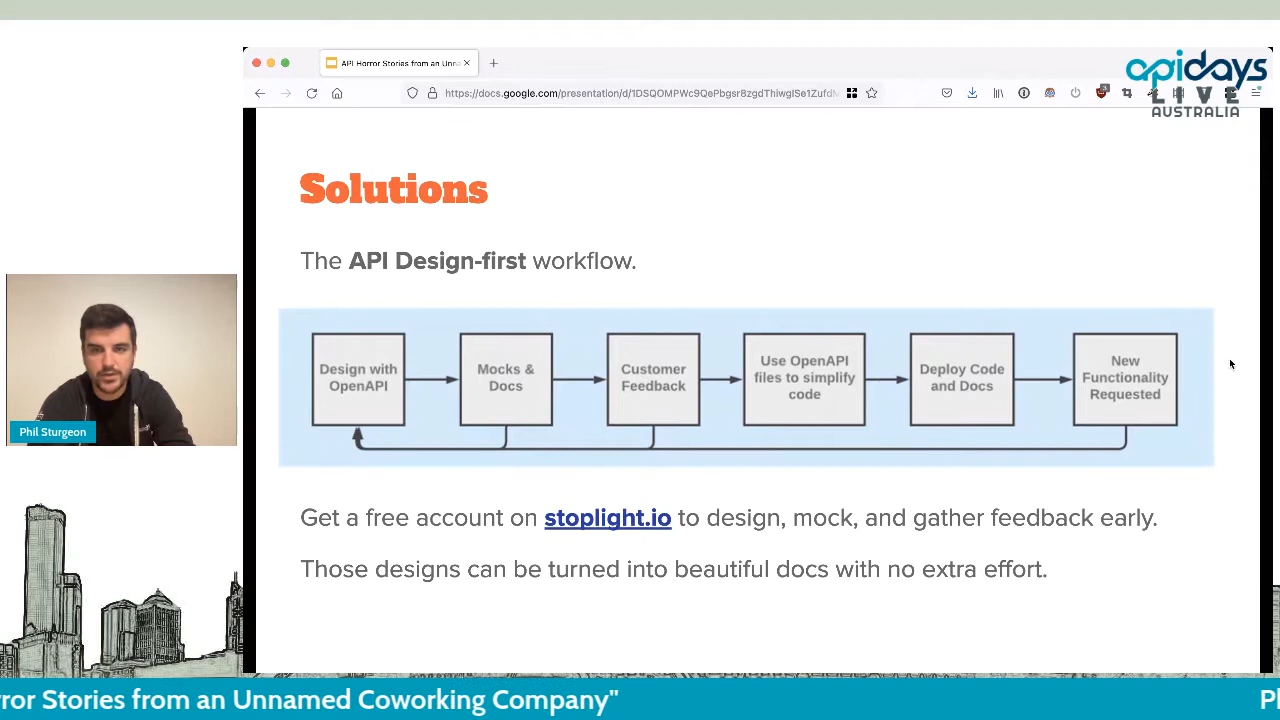 API Horror Stories from an Unna
https://docs.google.com/presentation/d/1DSQOMPWc9QePbgsr8zgdThiwgISe1ZufdM
apidays
LIVE
AUSTRALIA
Solutions
The API Design-first workflow.
Design with
OpenAPI
Mocks &
Docs
Customer
Feedback
Use OpenAPI
files to simplify
code
Deploy Code
and Docs
New
Functionality
Requested
Phil Sturgeon
Get a free account on stoplight.io to design, mock, and gather feedback early.
Those designs can be turned into beautiful docs with no extra effort.
rror Stories from an Unnamed Coworking Company"
Pl